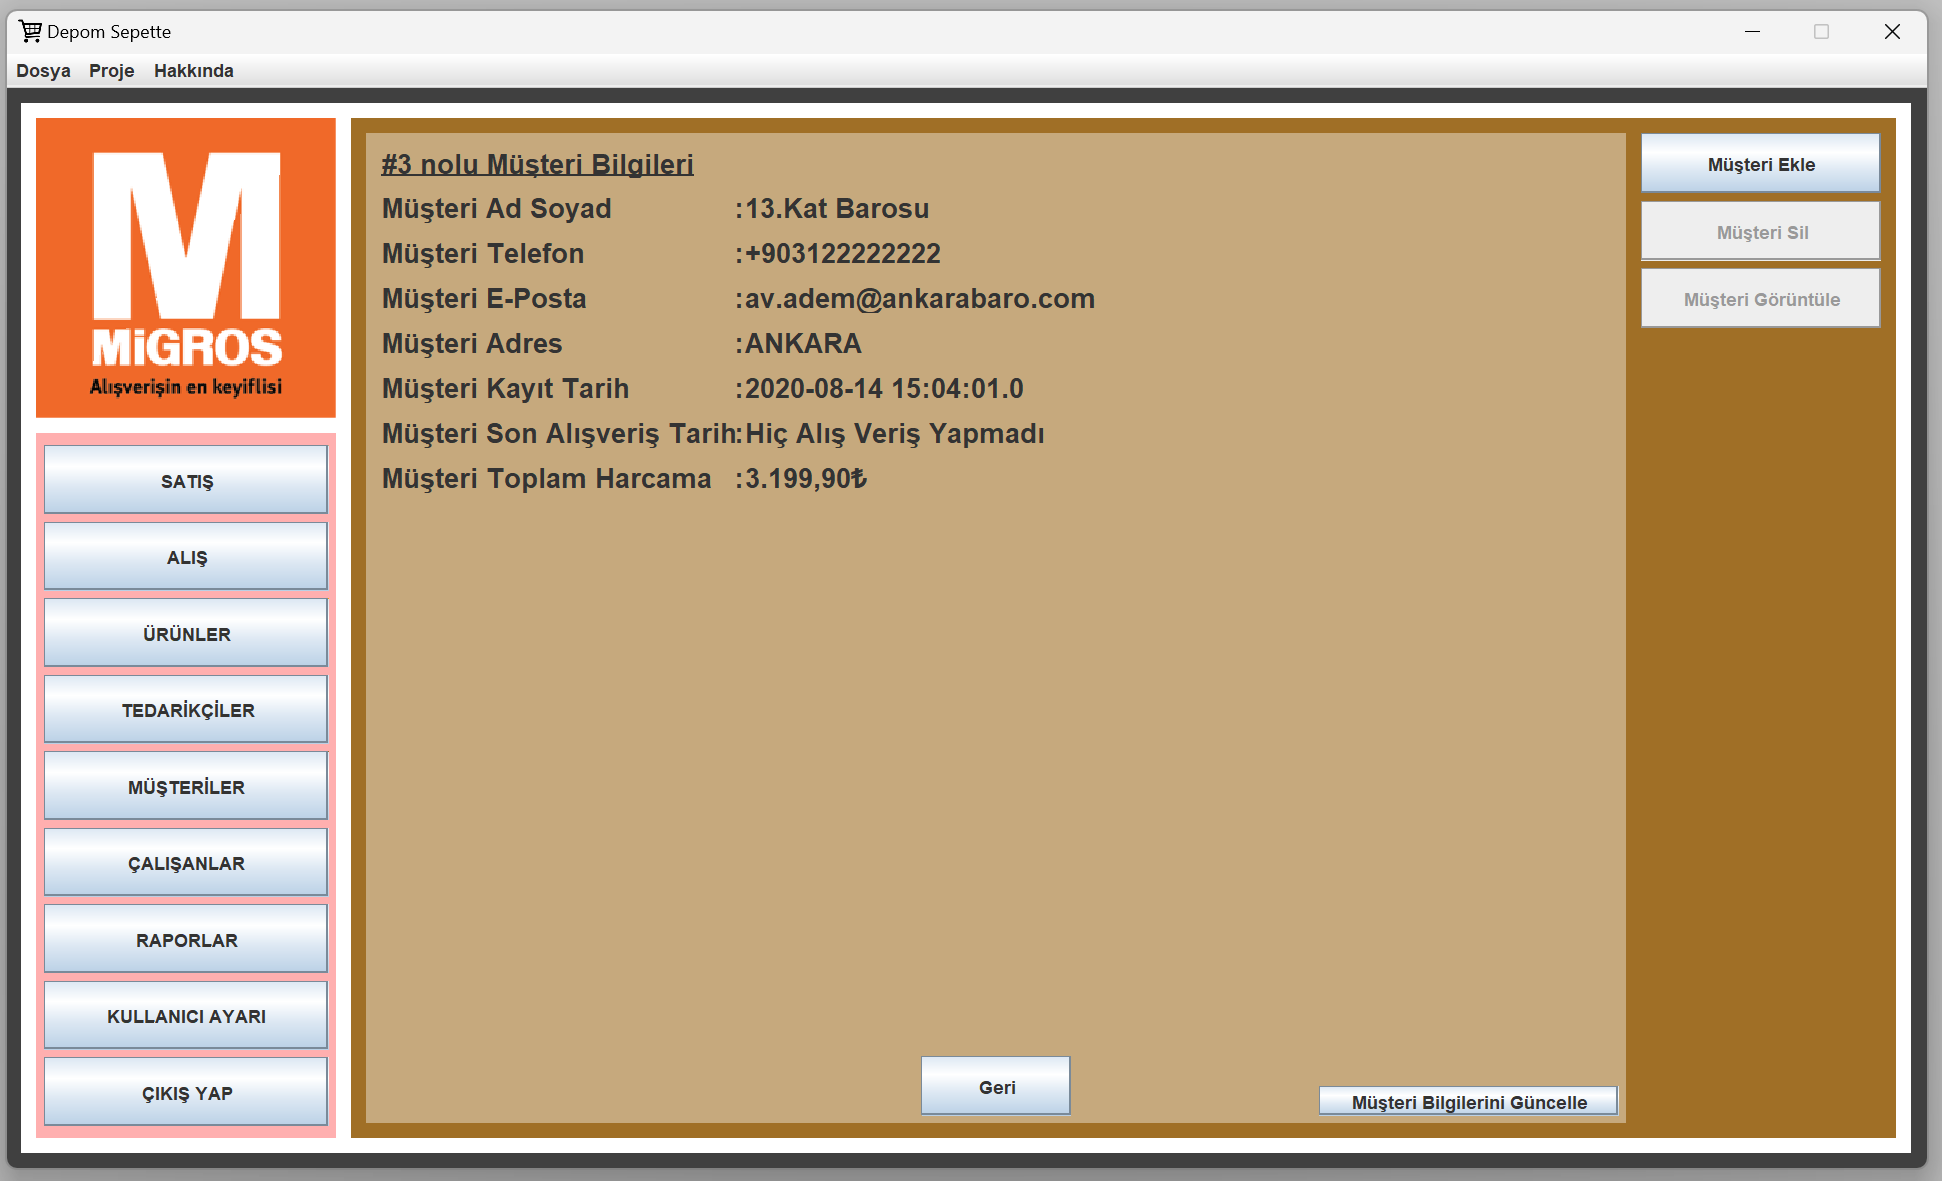 Depom Sepette
Dosya Proje Hakkında
MiGROS
Alışverişin en keyiflisi
SATIŞ
ALIŞ
ÜRÜNLER
TEDARİKÇİLER
MÜŞTERİLER
ÇALIŞANLAR
RAPORLAR
KULLANICI AYARI
ÇIKIŞ YAP
#3 nolu Müşteri Bilgileri
Müşteri Ad Soyad :13.Kat Barosu
Müşteri Telefon :+903122222222
Müşteri E-Posta :av.adem@ankarabaro.com
Müşteri Adres :ANKARA
Müşteri Kayıt Tarih :2020-08-14 15:04:01.0
Müşteri Son Alışveriş Tarih:Hiç Alış Veriş Yapmadı
Müşteri Toplam Harcama :3.199,90₺
Geri
Müşteri Bilgilerini Güncelle
Müşteri Ekle
Müşteri Sil
Müşteri Görüntüle